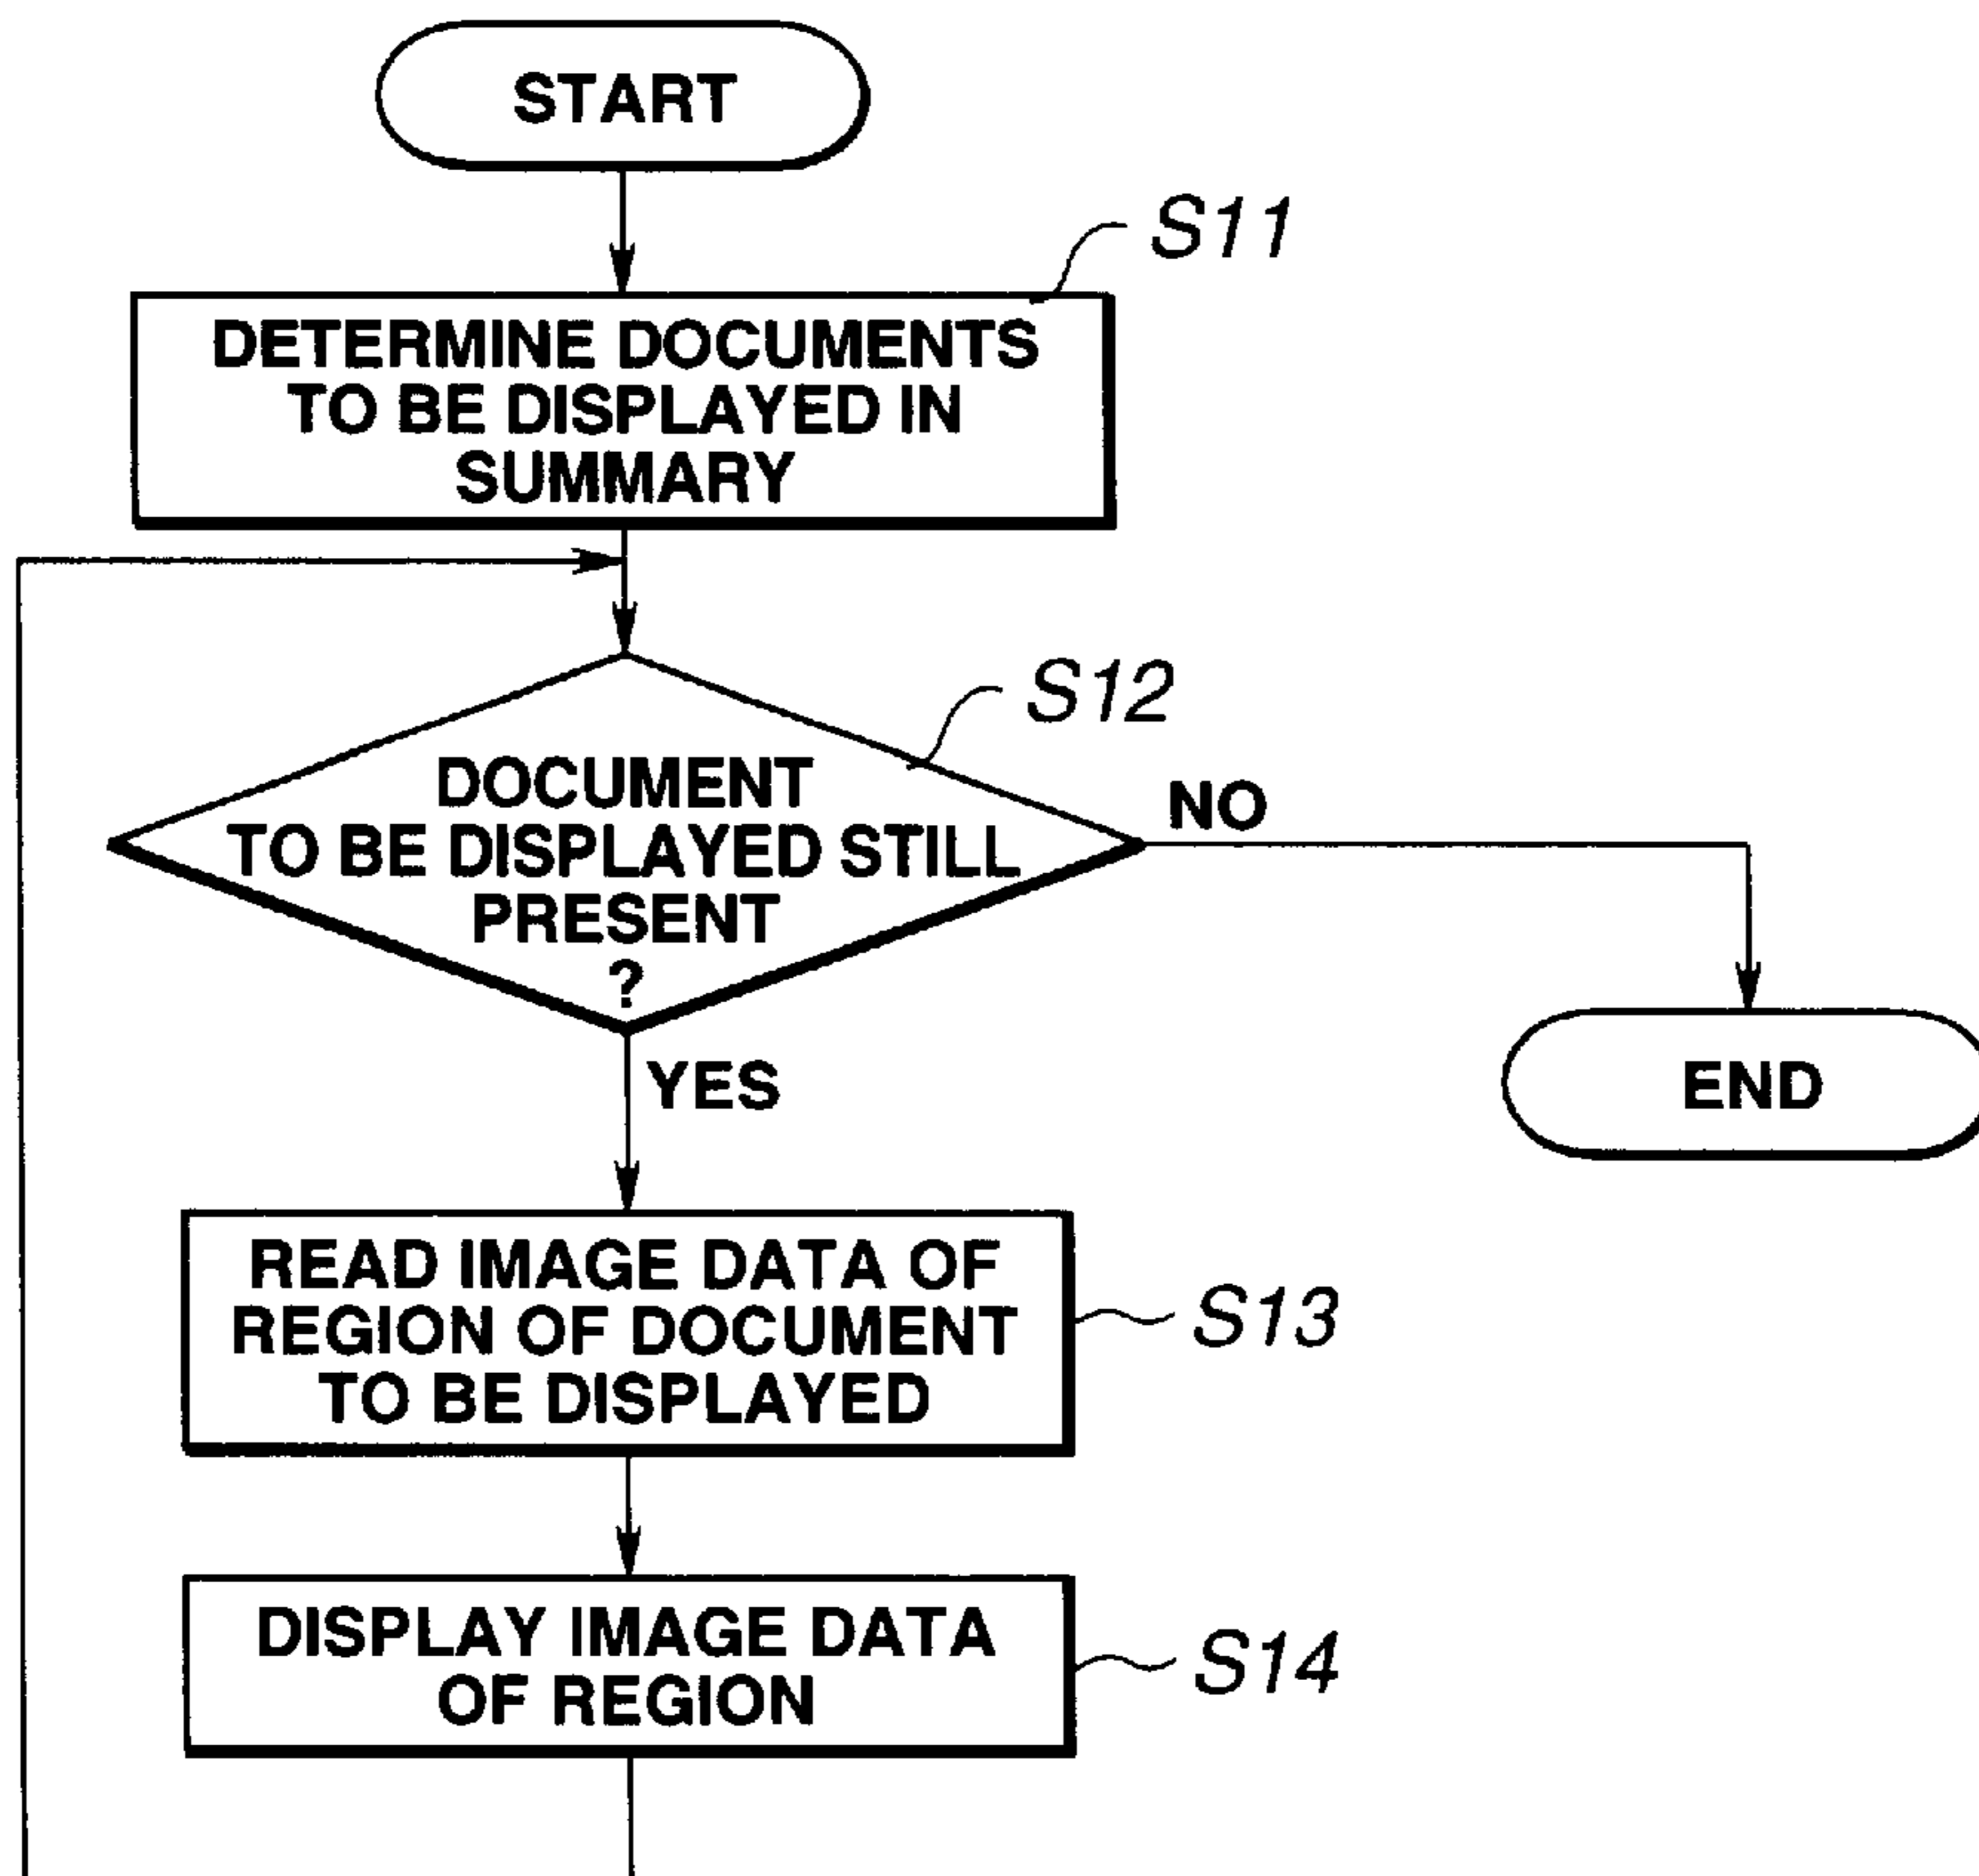 START
S11
DETERMINE DOCUMENTS
TO BE DISPLAYED IN
SUMMARY
S12
DOCUMENT
TO BE DISPLAYED STILL
PRESENT
?
NO
YES
END
READ IMAGE DATA OF
REGION OF DOCUMENT
TO BE DISPLAYED
S13
DISPLAY IMAGE DATA
OF REGION
S14